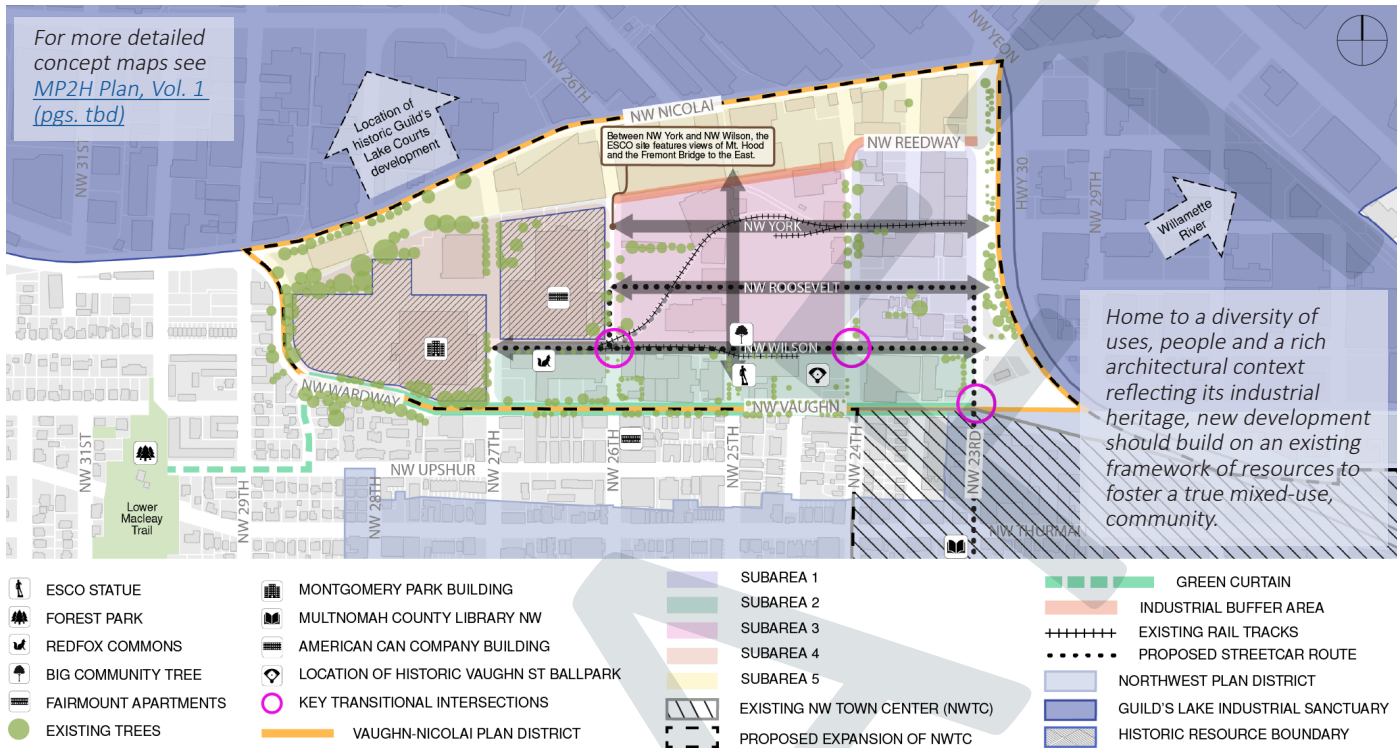 For more detailed
concept maps see
MP2H Plan, Vol. 1
(pgs. tbd)
Location of
historic Guild's
Lake Courts
development
NW 26TH
NW NICOLAI
NW YEON
Between NW York and NW Wilson, the
ESCO site features views of Mt. Hood
and the Fremont Bridge to the East.
NW REEDWAY
NW 31ST
HWY 30
NW 29TH
Willamette
River
NW YORK
NW ROOSEVELT
NW WILSON
NW WARDWAY
NW VAUGHN
Home to a diversity of
uses, people and a rich
architectural context
reflecting its industrial
heritage, new development
should build on an existing
framework of resources to
foster a true mixed-use,
community.
NW 31ST
NW 29TH
NW 28TH
NW UPSHUR
NW 27TH
NW 26TH
NW 25TH
NW 24TH
NW 23RD
Lower
Macleay
Trail
NW THURMA
ESCO STATUE
FOREST PARK
REDFOX COMMONS
BIG COMMUNITY TREE
FAIRMOUNT APARTMENTS
EXISTING TREES
MONTGOMERY PARK BUILDING
MULTNOMAH COUNTY LIBRARY NW
AMERICAN CAN COMPANY BUILDING
LOCATION OF HISTORIC VAUGHN ST BALLPARK
KEY TRANSITIONAL INTERSECTIONS
VAUGHN-NICOLAI PLAN DISTRICT
SUBAREA 1
SUBAREA 2
SUBAREA 3
SUBAREA 4
SUBAREA 5
EXISTING NW TOWN CENTER (NWTC)
PROPOSED EXPANSION OF NWTC
GREEN CURTAIN
INDUSTRIAL BUFFER AREA
EXISTING RAIL TRACKS
PROPOSED STREETCAR ROUTE
NORTHWEST PLAN DISTRICT
GUILD'S LAKE INDUSTRIAL SANCTUARY
HISTORIC RESOURCE BOUNDARY